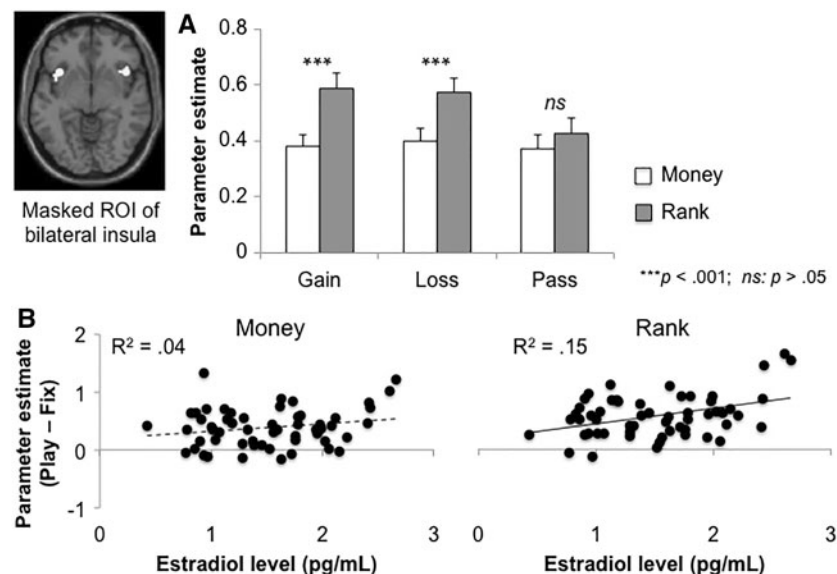 A
Masked ROI of
bilateral insula
Parameter estimate
0.8
0.6
0.4
0.2
0
***
***
ns
Gain
Loss
Pass
Money
Rank
***p < .001; ns: p > .05
B
Money
R² = .04
Parameter estimate
(Play – Fix)
2
1
0
-1
0
1
2
3
Estradiol level (pg/mL)
Rank
R² = .15
0
1
2
3
Estradiol level (pg/mL)